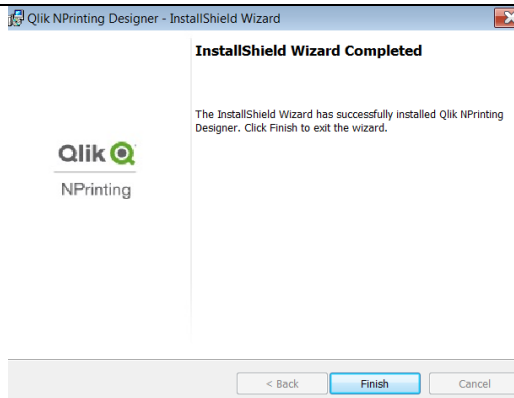 Qlik NPrinting Designer - InstallShield Wizard
InstallShield Wizard Completed
The InstallShield Wizard has successfully installed Qlik NPrinting
Designer. Click Finish to exit the wizard.
Qlik
NPrinting
< Back Finish Cancel